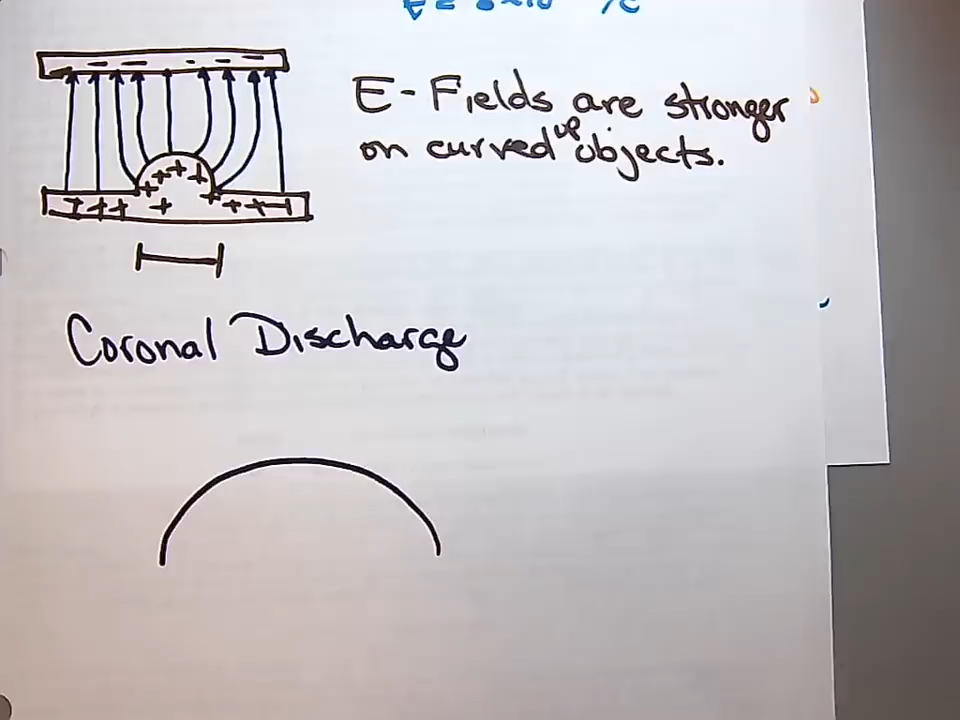 E-Fields are stronger
on curved up objects.
Coronal Discharge